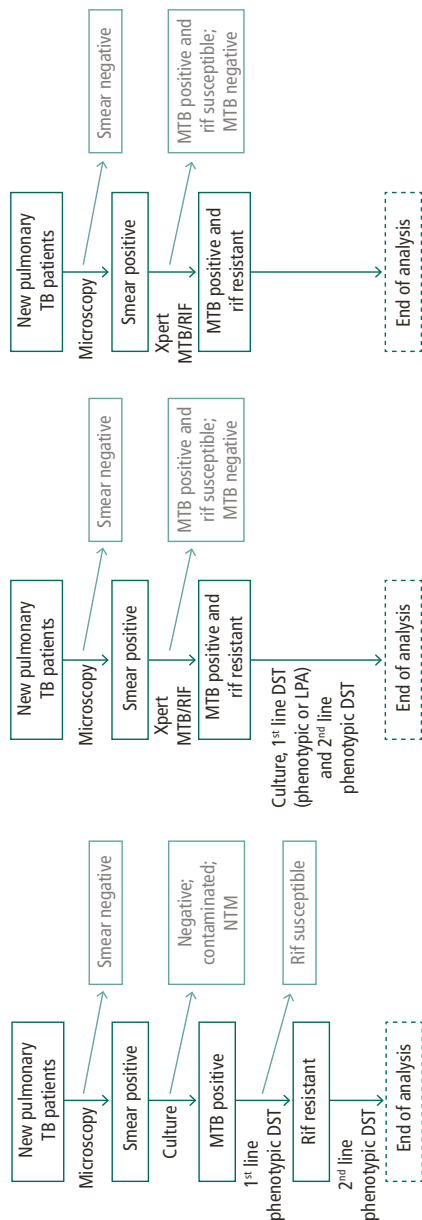 New pulmonary
TB patients
Microscopy
Smear negative
Smear positive
Culture
Negative;
contaminated;
NTM
MTB positive
1st line
phenotypic DST
Rif susceptible
Rif resistant
2nd line
phenotypic DST
End of analysis
New pulmonary
TB patients
Microscopy
Smear negative
Smear positive
Xpert
MTB/RIF
MTB positive and
rif susceptible;
MTB negative
MTB positive and
rif resistant
Culture, 1st line DST
(phenotypic or LPA)
and 2nd line
phenotypic DST
End of analysis
New pulmonary
TB patients
Microscopy
Smear negative
Smear positive
Xpert
MTB/RIF
MTB positive and
rif susceptible;
MTB negative
MTB positive and
rif resistant
End of analysis